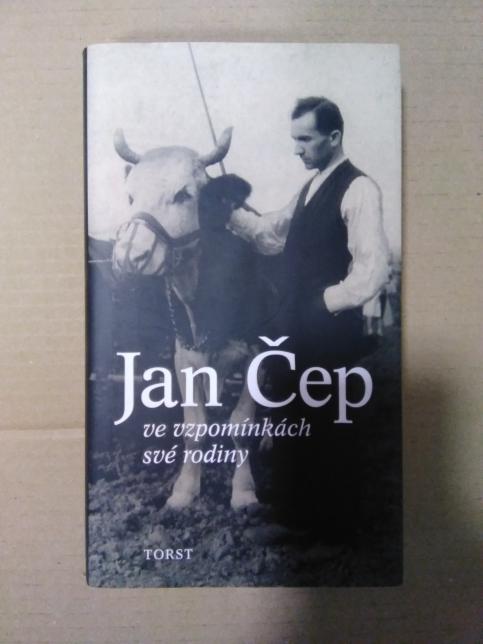 Jan Čep
ve vzpomínkách
své rodiny
TORST